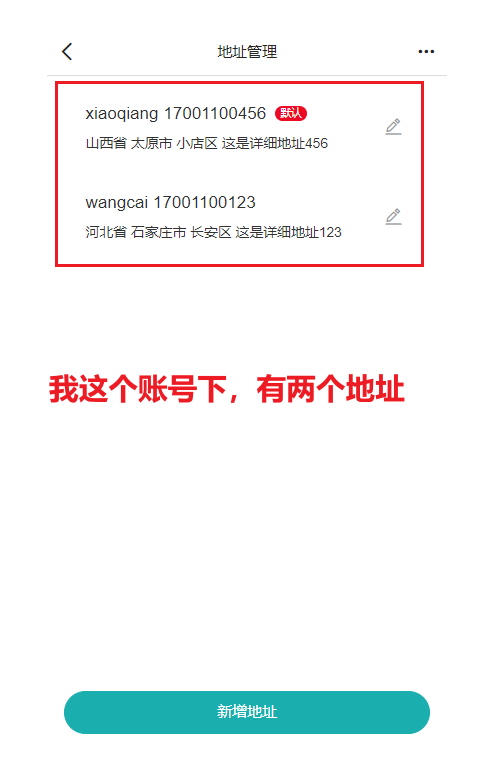 地址管理
xiaoqiang 17001100456 默认
山西省 太原市 小店区 这是详细地址456
wangcai 17001100123
河北省 石家庄市 长安区 这是详细地址123
我这个账号下，有两个地址
新增地址